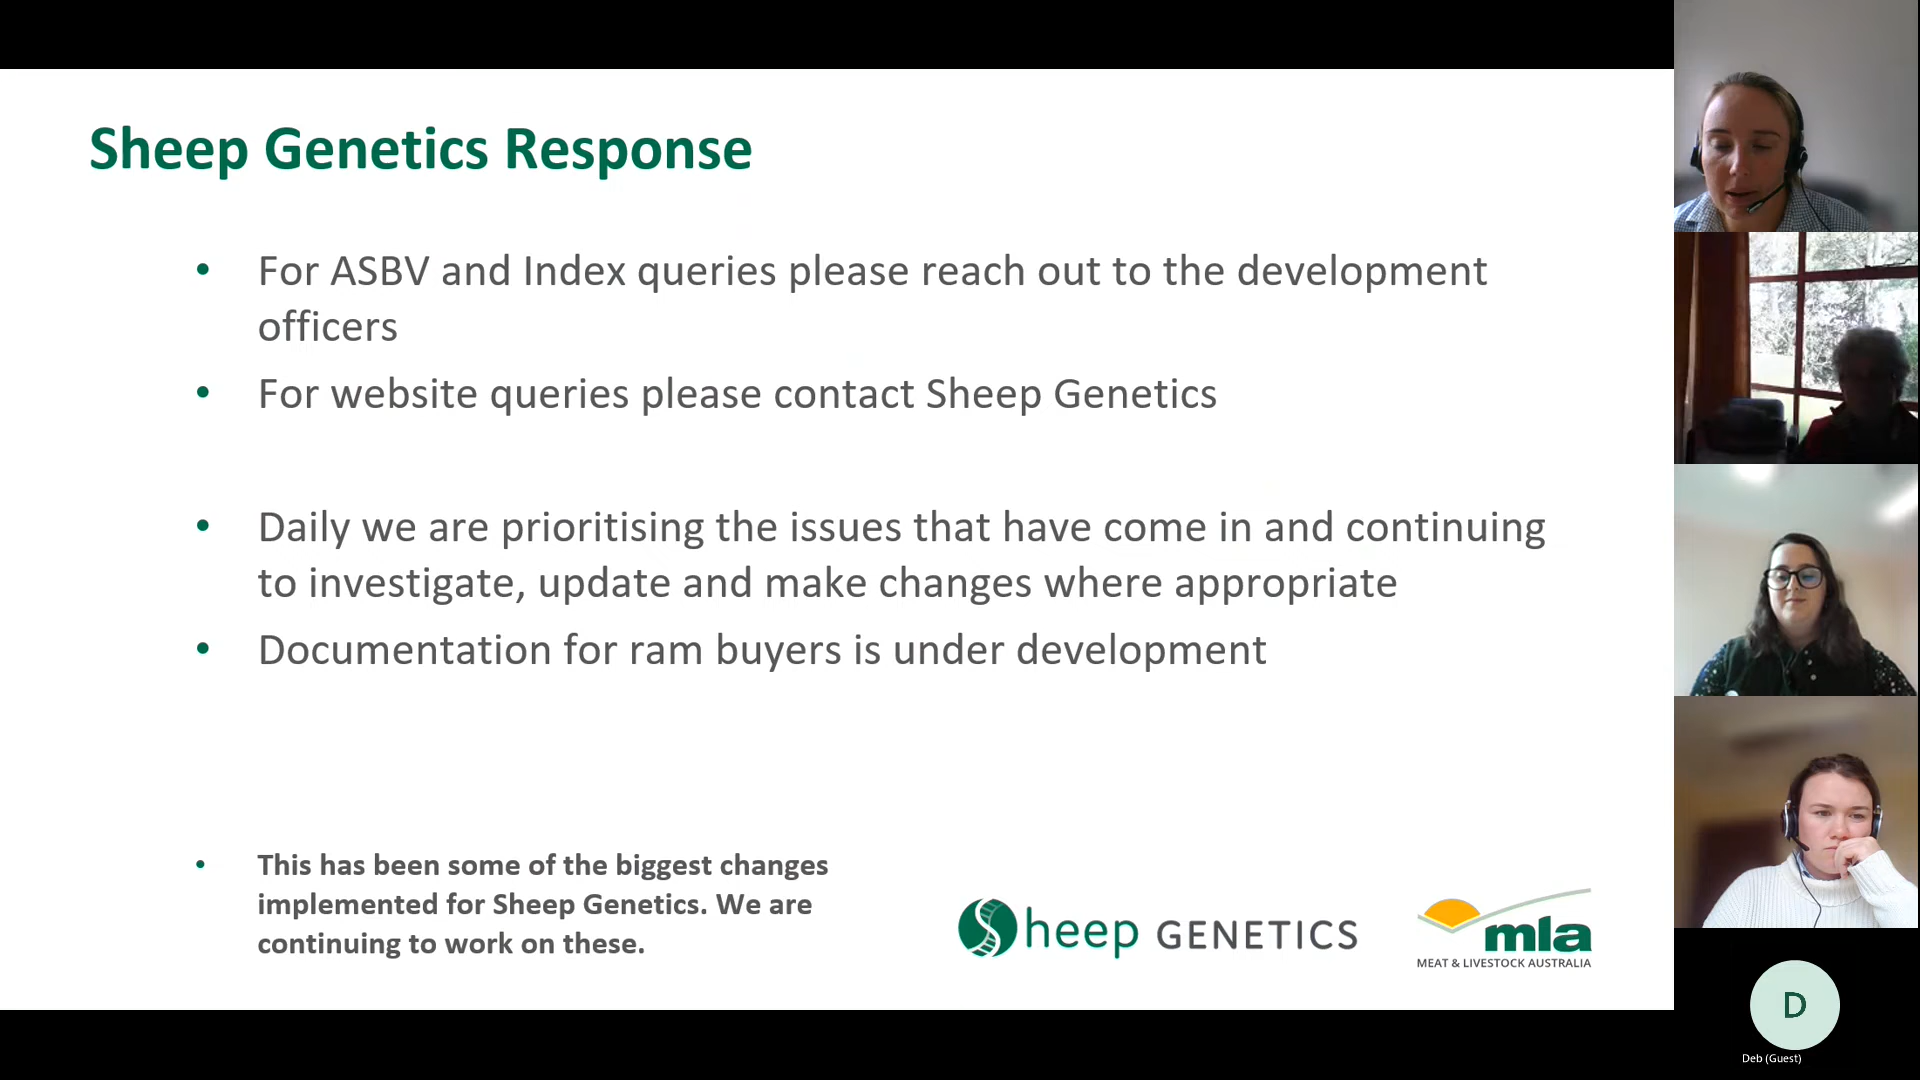 Sheep Genetics Response
• For ASBV and Index queries please reach out to the development
officers
• For website queries please contact Sheep Genetics
• Daily we are prioritising the issues that have come in and continuing
to investigate, update and make changes where appropriate
• Documentation for ram buyers is under development
• This has been some of the biggest changes
implemented for Sheep Genetics. We are
continuing to work on these.
Sheep GENETICS
mla
MEAT & LIVESTOCK AUSTRALIA
D
Deb (Guest)